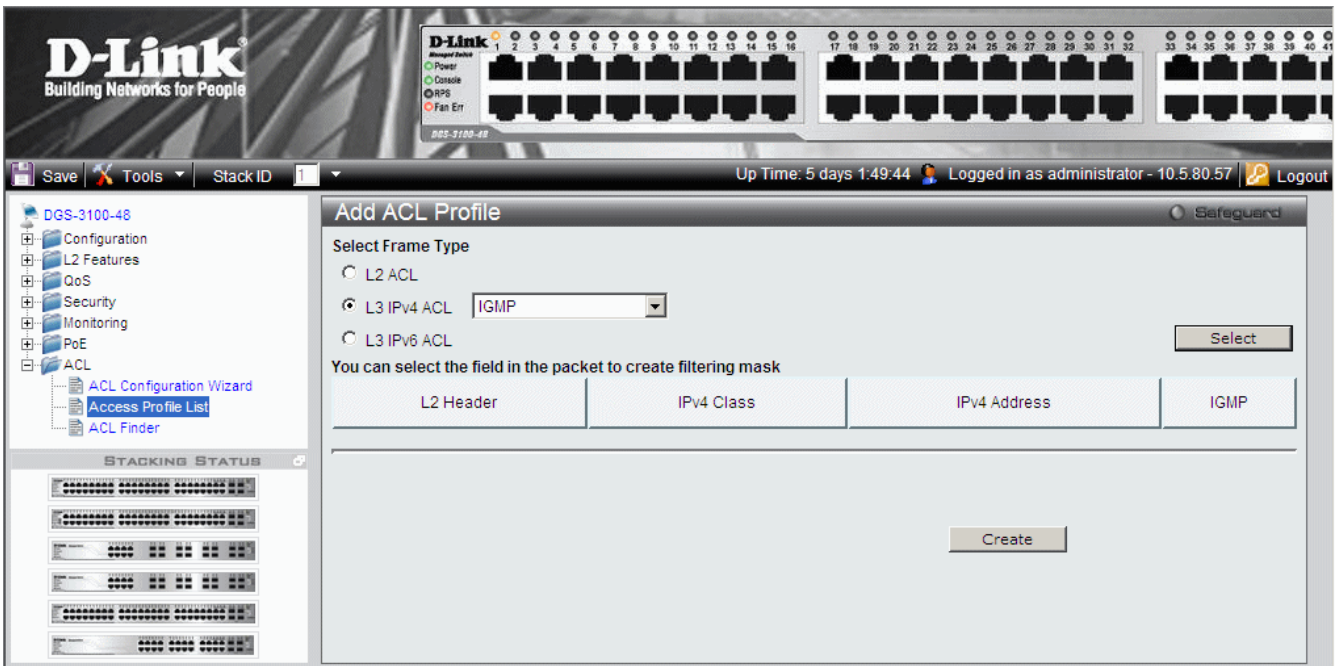 D-Link
Building Networks for People
D-Link
Managed Switch
1 2 3 4 5 6 7 8 9 10 11 12 13 14 15 16
17 18 19 20 21 22 23 24 25 26 27 28 29 30 31 32
33 34 35 36 37 38 39 40 41
Power
Console
RPS
Fan Err
DGS-3100-48
Save
Tools
Stack ID
1
Up Time: 5 days 1:49:44
Logged in as administrator - 10.5.80.57
Logout
DGS-3100-48
Configuration
L2 Features
QoS
Security
Monitoring
PoE
ACL
ACL Configuration Wizard
Access Profile List
ACL Finder
STACKING STATUS
Add ACL Profile
Safeguard
Select Frame Type
L2 ACL
L3 IPv4 ACL
IGMP
L3 IPv6 ACL
Select
You can select the field in the packet to create filtering mask
L2 Header
IPv4 Class
IPv4 Address
IGMP
Create